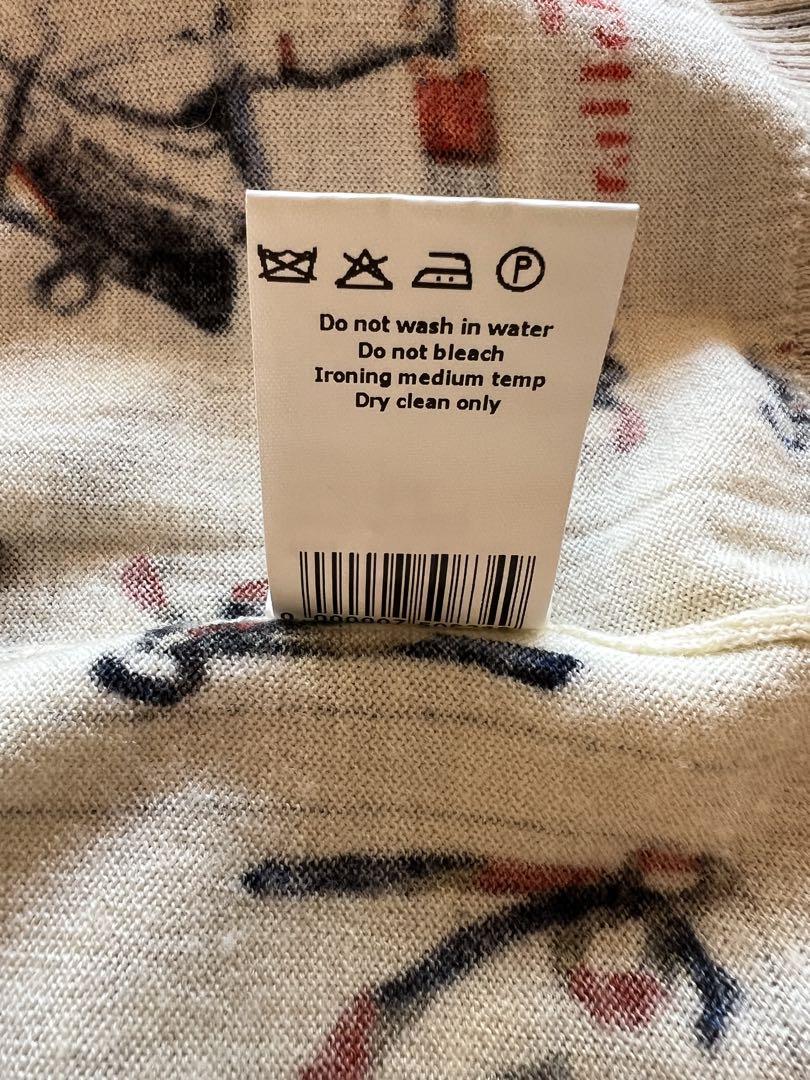 P
Do not wash in water
Do not bleach
Ironing medium temp
Dry clean only